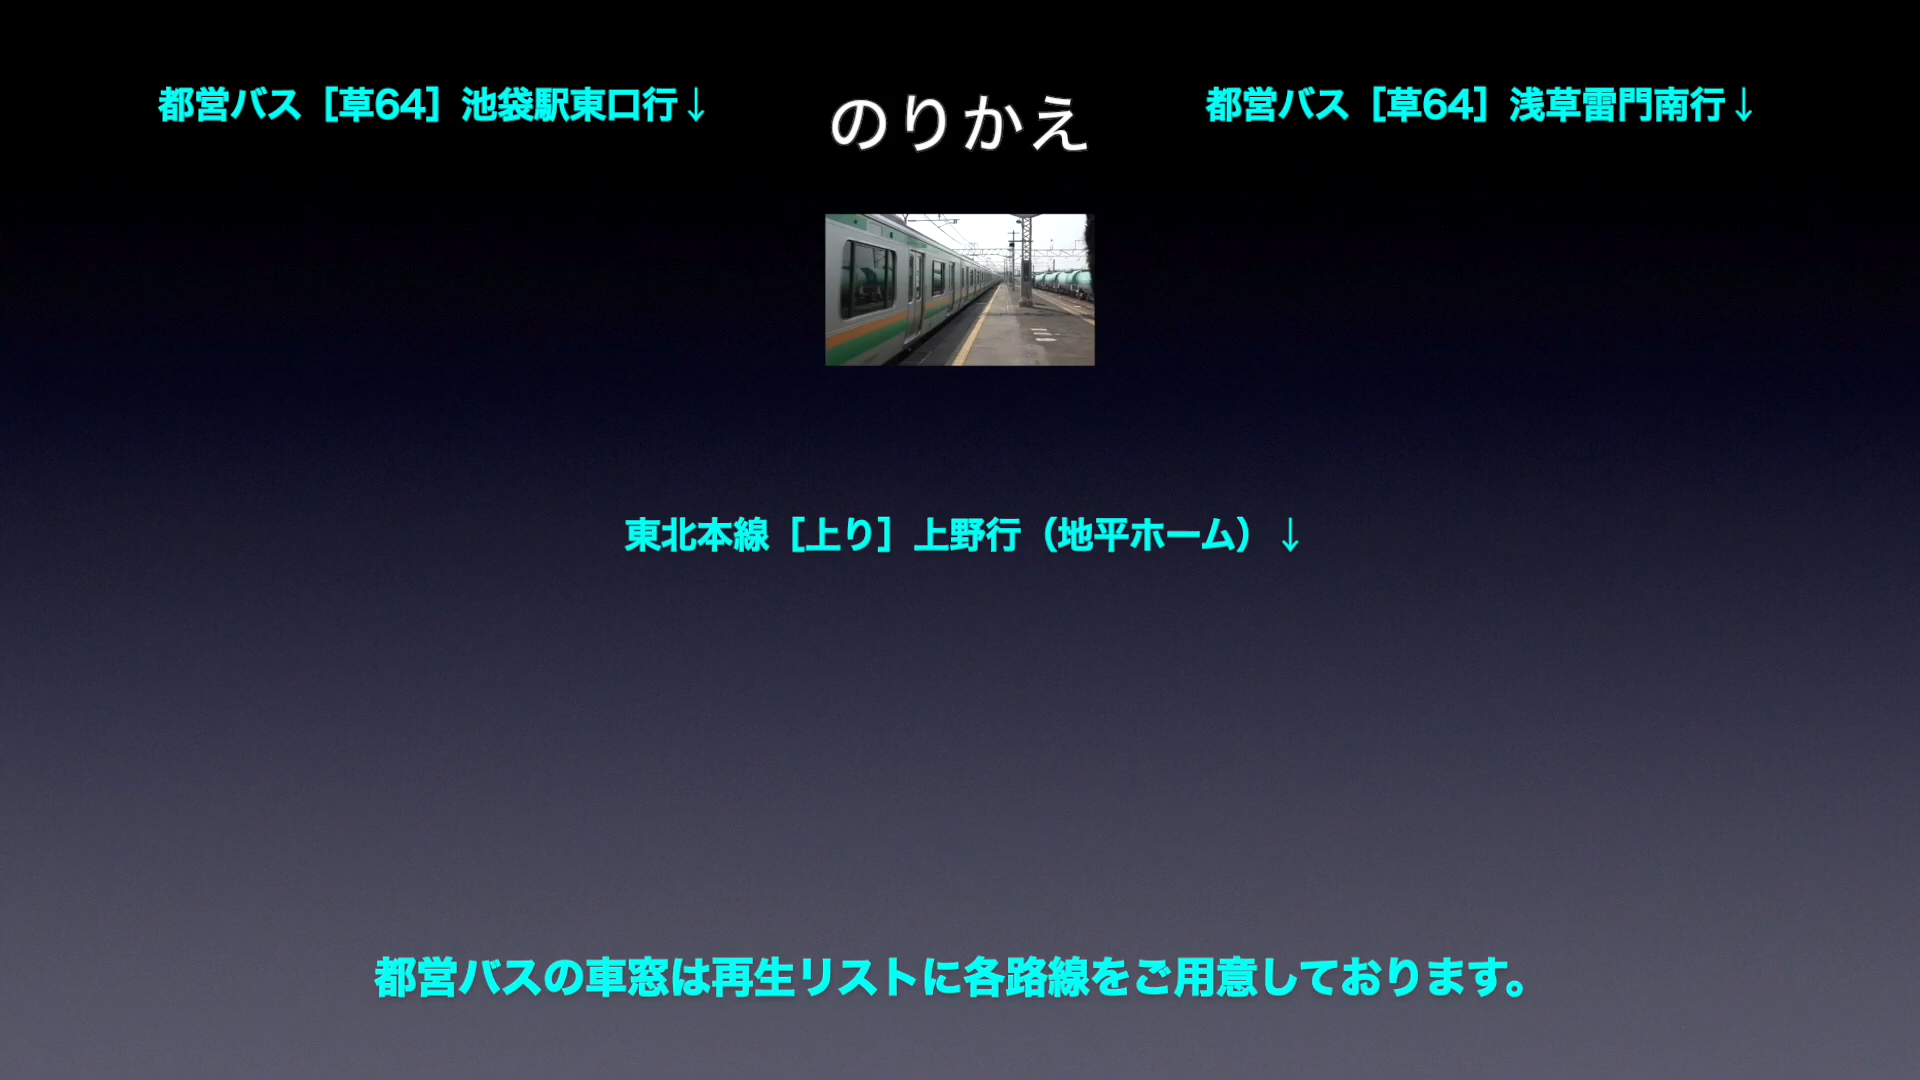 都営バス［草64］池袋駅東口行↓
のりかえ
都営バス［草64］浅草雷門南行↓
東北本線［上り］上野行（地平ホーム）↓
都営バスの車窓は再生リストに各路線をご用意しております。